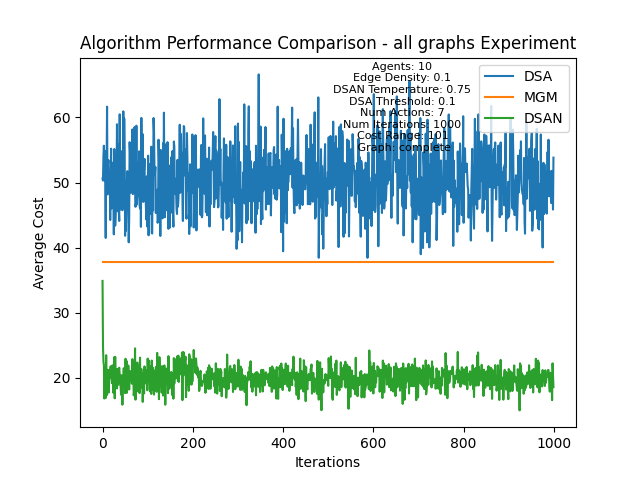 Algorithm Performance Comparison - all graphs Experiment
Agents: 10
Edge Density: 0.1
DSAN Temperature: 0.75
DSA Threshold: 0.1
Num Actions: 7
Num Iterations: 1000
Cost Range: 101
Graph: complete
DSA
MGM
DSAN
Average Cost
60
50
40
30
20
0
200
400
600
800
1000
Iterations